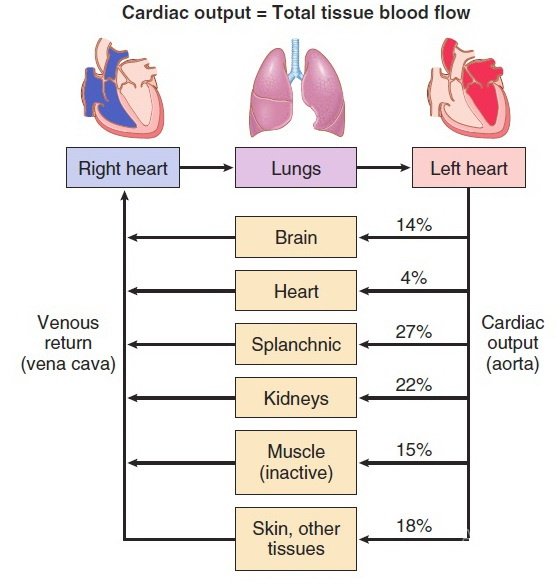 Cardiac output = Total tissue blood flow
Right heart
Lungs
Left heart
Brain
14%
Heart
4%
Splanchnic
27%
Venous
return
(vena cava)
Cardiac
output
(aorta)
Kidneys
22%
Muscle
(inactive)
15%
Skin, other
tissues
18%